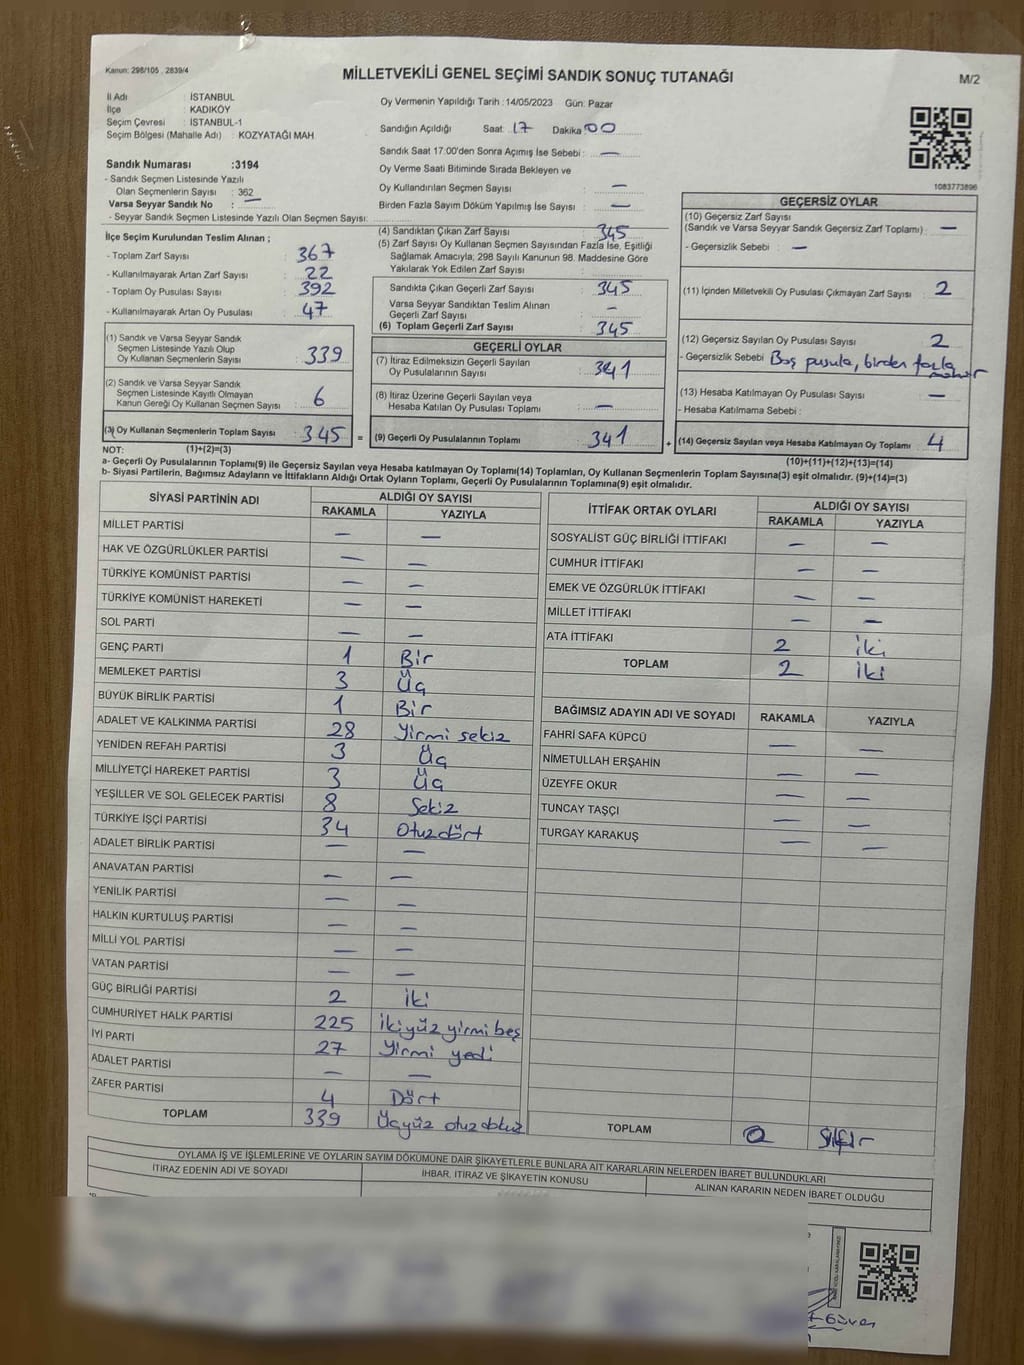 Kanun: 298/105 , 2839/4
MİLLETVEKİLİ GENEL SEÇİMİ SANDIK SONUÇ TUTANAĞI
M/2
İl Adı : İSTANBUL
İlçe : KADIKÖY
Seçim Çevresi : İSTANBUL-1
Seçim Bölgesi (Mahalle Adı) : KOZYATAĞI MAH.
Sandık Numarası :3194
- Sandık Seçmen Listesinde Yazılı
Olan Seçmenlerin Sayısı : 362
Varsa Seyyar Sandık No : —
- Seyyar Sandık Seçmen Listesinde Yazılı Olan Seçmen Sayısı:
Oy Vermenin Yapıldığı Tarih :14/05/2023 Gün: Pazar
Sandığın Açıldığı Saat: 17 Dakika: 00
Sandık Saat 17:00'den Sonra Açımış İse Sebebi : —
Oy Verme Saati Bitiminde Sırada Bekleyen ve
Oy Kullandırılan Seçmen Sayısı : —
Birden Fazla Sayım Döküm Yapılmış İse Sayısı : —
1083773896
İlçe Seçim Kurulundan Teslim Alınan ;
- Toplam Zarf Sayısı : 367
- Kullanılmayarak Artan Zarf Sayısı : 22
- Toplam Oy Pusulası Sayısı : 392
- Kullanılmayarak Artan Oy Pusulası : 47
(1) Sandık ve Varsa Seyyar Sandık
Seçmen Listesinde Yazılı Olup
Oy Kullanan Seçmenlerin Sayısı : 339
(2) Sandık ve Varsa Seyyar Sandık
Seçmen Listesinde Kayıtlı Olmayan
Kanun Gereği Oy Kullanan Seçmen Sayısı : 6
(3) Oy Kullanan Seçmenlerin Toplam Sayısı : 345
(1)+(2)=(3)
(4) Sandıktan Çıkan Zarf Sayısı : 345
(5) Zarf Sayısı Oy Kullanan Seçmen Sayısından Fazla İse, Eşitliği
Sağlamak Amacıyla; 298 Sayılı Kanunun 98. Maddesine Göre
Yakılarak Yok Edilen Zarf Sayısı :
Sandıkta Çıkan Geçerli Zarf Sayısı : 345
Varsa Seyyar Sandıktan Teslim Alınan
Geçerli Zarf Sayısı : —
(6) Toplam Geçerli Zarf Sayısı : 345
GEÇERLİ OYLAR
(7) İtiraz Edilmeksizin Geçerli Sayılan
Oy Pusulalarının Sayısı : 341
(8) İtiraz Üzerine Geçerli Sayılan veya
Hesaba Katılan Oy Pusulası Toplamı : —
= (9) Geçerli Oy Pusulalarının Toplamı : 341
GEÇERSİZ OYLAR
(10) Geçersiz Zarf Sayısı
(Sandık ve Varsa Seyyar Sandık Geçersiz Zarf Toplamı) : —
- Geçersizlik Sebebi : —
(11) İçinden Milletvekili Oy Pusulası Çıkmayan Zarf Sayısı : 2
(12) Geçersiz Sayılan Oy Pusulası Sayısı : 2
- Geçersizlik Sebebi : Boş pusula, birden fazla
mühür
(13) Hesaba Katılmayan Oy Pusulası Sayısı : —
- Hesaba Katılmama Sebebi :
+ (14) Geçersiz Sayılan veya Hesaba Katılmayan Oy Toplamı : 4
(10)+(11)+(12)+(13)=(14)
NOT:
a- Geçerli Oy Pusulalarının Toplamı(9) ile Geçersiz Sayılan veya Hesaba katılmayan Oy Toplamı(14) Toplamları, Oy Kullanan Seçmenlerin Toplam Sayısına(3) eşit olmalıdır. (9)+(14)=(3)
b- Siyasi Partilerin, Bağımsız Adayların ve İttifakların Aldığı Ortak Oyların Toplamı, Geçerli Oy Pusulalarının Toplamına(9) eşit olmalıdır.
SİYASİ PARTİNİN ADI ALDIĞI OY SAYISI
RAKAMLA YAZIYLA
MİLLET PARTİSİ — —
HAK VE ÖZGÜRLÜKLER PARTİSİ — —
TÜRKİYE KOMÜNİST PARTİSİ — —
TÜRKİYE KOMÜNİST HAREKETİ — —
SOL PARTİ — —
GENÇ PARTİ 1 Bir
MEMLEKET PARTİSİ 3 Üç
BÜYÜK BİRLİK PARTİSİ 1 Bir
ADALET VE KALKINMA PARTİSİ 28 Yirmi sekiz
YENİDEN REFAH PARTİSİ 3 Üç
MİLLİYETÇİ HAREKET PARTİSİ 3 Üç
YEŞİLLER VE SOL GELECEK PARTİSİ 8 Sekiz
TÜRKİYE İŞÇİ PARTİSİ 34 Otuzdört
ADALET BİRLİK PARTİSİ — —
ANAVATAN PARTİSİ — —
YENİLİK PARTİSİ — —
HALKIN KURTULUŞ PARTİSİ — —
MİLLİ YOL PARTİSİ — —
VATAN PARTİSİ — —
GÜÇ BİRLİĞİ PARTİSİ 2 İki
CUMHURİYET HALK PARTİSİ 225 İkiyüz yirmi beş
İYİ PARTİ 27 Yirmi yedi
ADALET PARTİSİ — —
ZAFER PARTİSİ 4 Dört
TOPLAM 339 Üçyüz otuz dokuz
İTTİFAK ORTAK OYLARI ALDIĞI OY SAYISI
RAKAMLA YAZIYLA
SOSYALİST GÜÇ BİRLİĞİ İTTİFAKI — —
CUMHUR İTTİFAKI — —
EMEK VE ÖZGÜRLÜK İTTİFAKI — —
MİLLET İTTİFAKI — —
ATA İTTİFAKI 2 İki
TOPLAM 2 İki
BAĞIMSIZ ADAYIN ADI VE SOYADI RAKAMLA YAZIYLA
FAHRİ SAFA KÜPCÜ — —
NİMETULLAH ERŞAHİN — —
ÜZEYFE OKUR — —
TUNCAY TAŞÇI — —
TURGAY KARAKUŞ — —
TOPLAM 0 Sıfır
OYLAMA İŞ VE İŞLEMLERİNE VE OYLARIN SAYIM DÖKÜMÜNE DAİR ŞİKAYETLERLE BUNLARA AİT KARARLARIN NELERDEN İBARET BULUNDUKLARI
İTİRAZ EDENİN ADI VE SOYADI İHBAR, İTİRAZ VE ŞİKAYETİN KONUSU ALINAN KARARIN NEDEN İBARET OLDUĞU